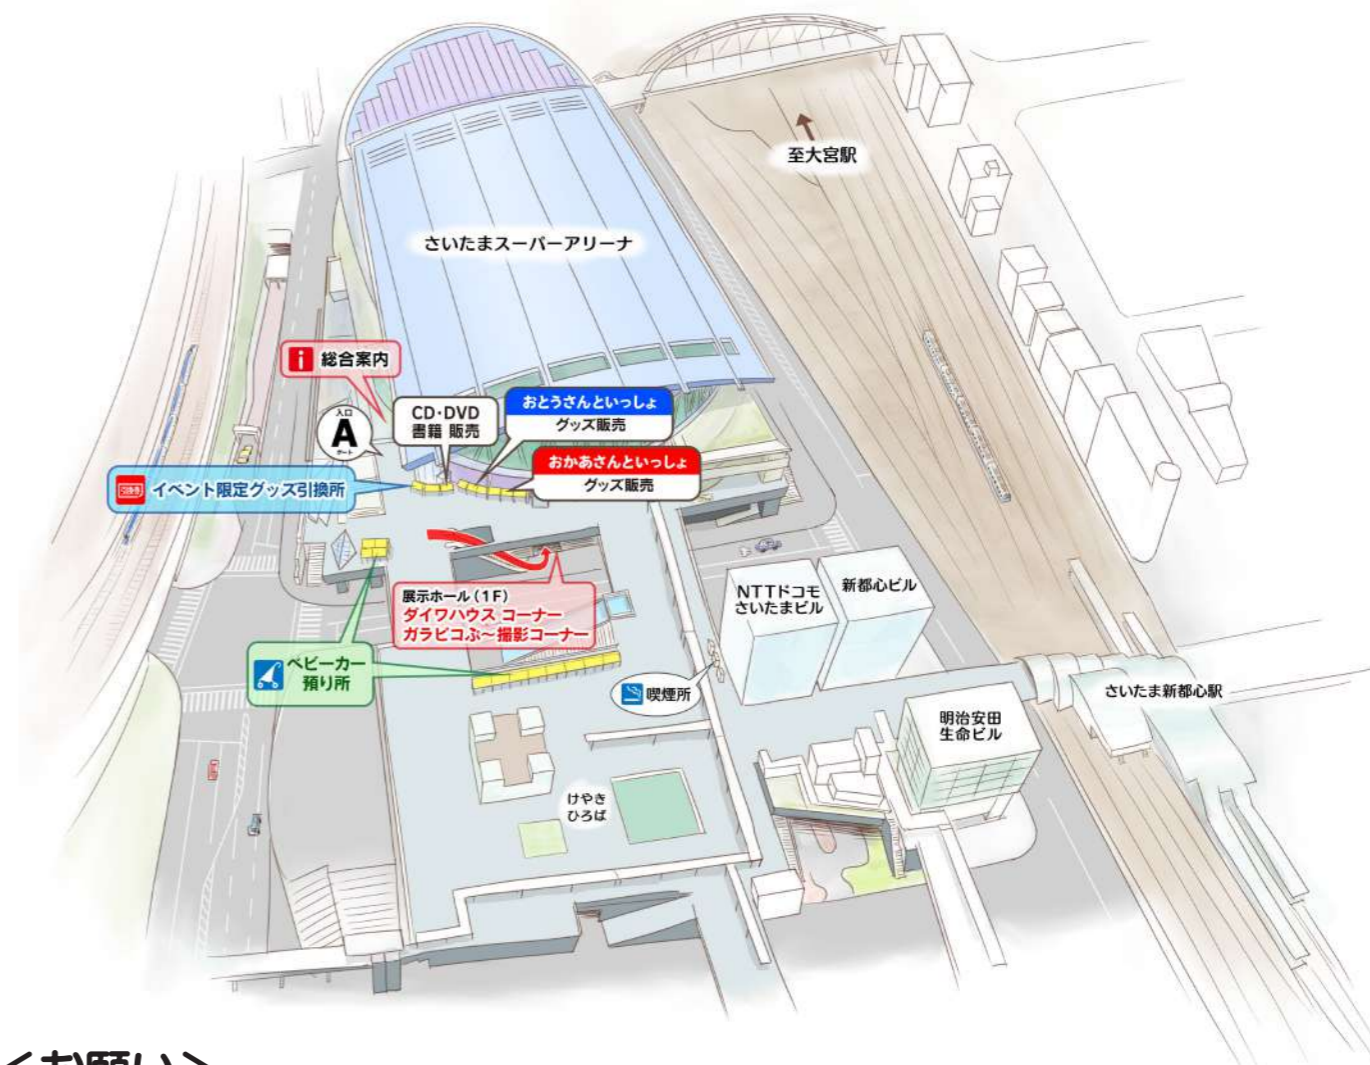 至大宮駅
さいたまスーパーアリーナ
i 総合案内
入口
A
ゲート
CD・DVD
書籍 販売
おとうさんといっしょ
グッズ販売
おかあさんといっしょ
グッズ販売
イベント限定グッズ引換所
展示ホール(1F)
ダイワハウス コーナー
ガラピコぷ〜撮影コーナー
NTTドコモ
さいたまビル
新都心ビル
ベビーカー
預り所
喫煙所
さいたま新都心駅
明治安田
生命ビル
けやき
ひろば
＜お願い＞